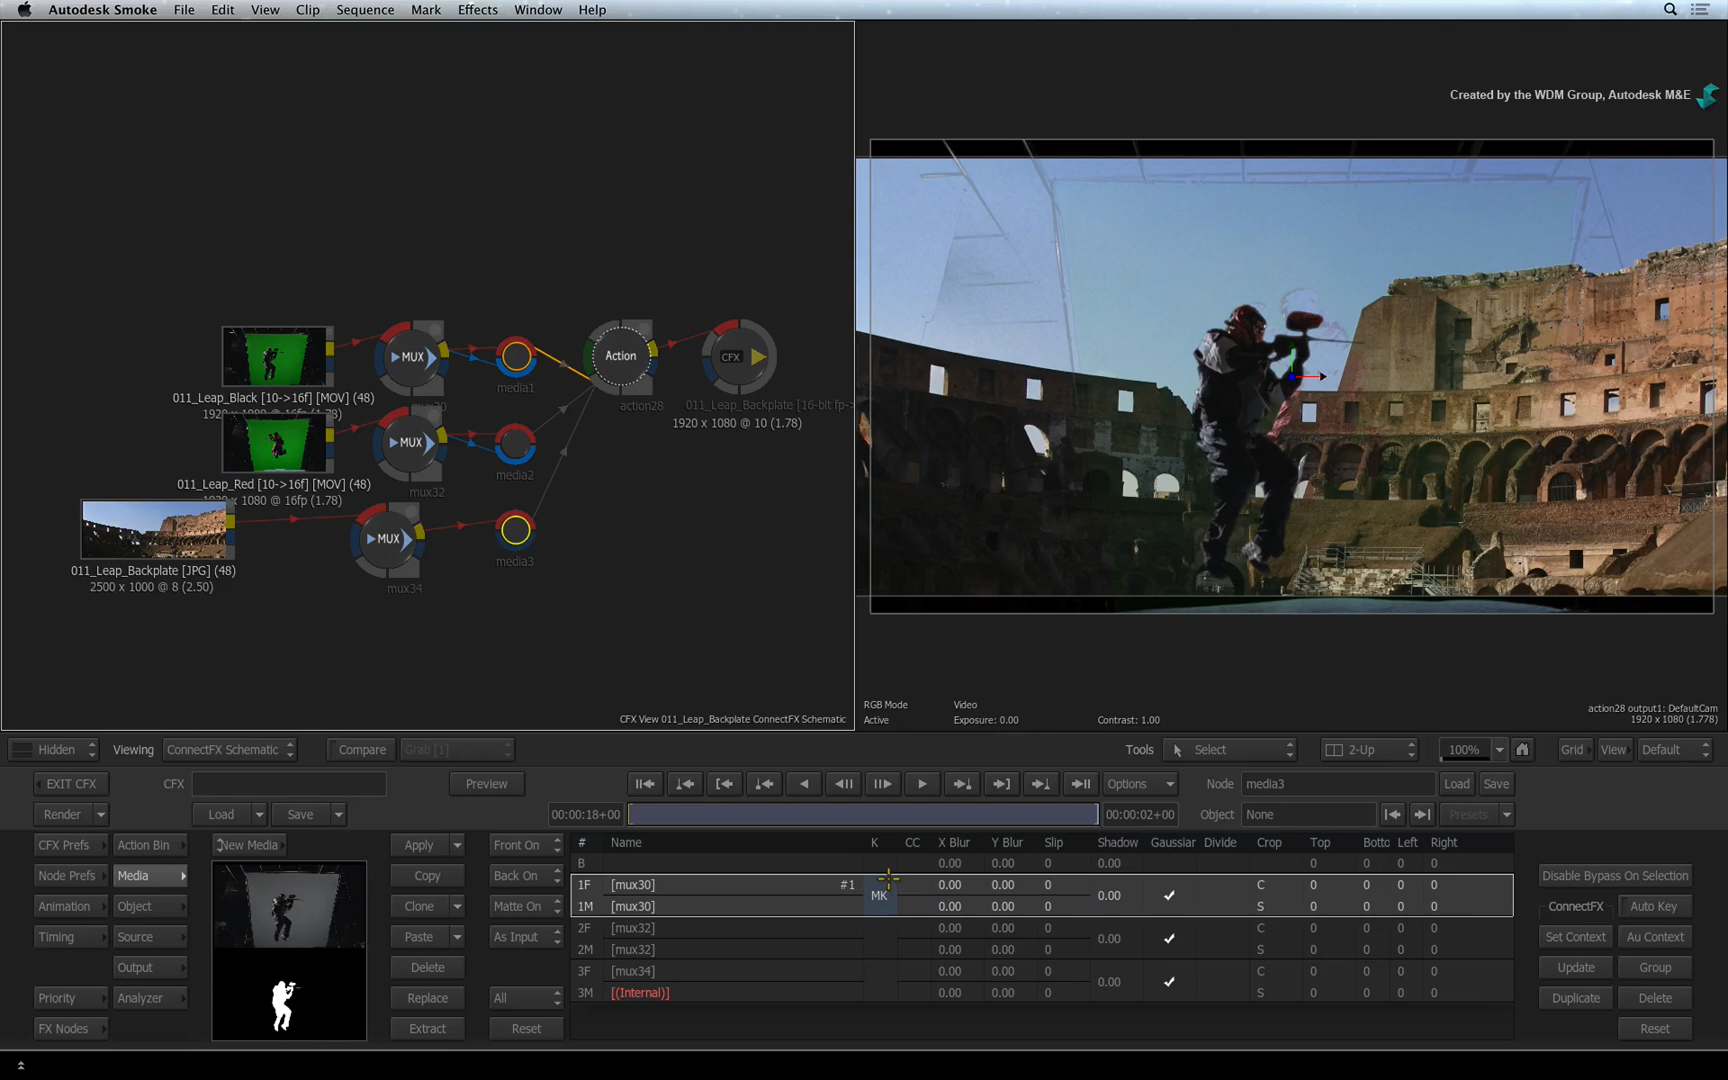 Autodesk Smoke File Edit View Clip Sequence Mark Effects Window Help
Created by the WDM Group, Autodesk M&E
MUX
media1
Action
action28
CFX
011_Leap_Black [10->16f] [MOV] (48)
011_Leap_Backplate [16-bit fp->
1920 x 1080 @ 10 (1.78)
MUX
media2
mux32
011_Leap_Red [10->16f] [MOV] (48)
x 1080 @ 16fp (1.78)
MUX
media3
mux34
011_Leap_Backplate [JPG] (48)
2500 x 1000 @ 8 (2.50)
CFX View 011_Leap_Backplate ConnectFX Schematic
RGB Mode Video
Active Exposure: 0.00 Contrast: 1.00
action28 output1: DefaultCam
1920 x 1080 (1.778)
Hidden Viewing ConnectFX Schematic Compare Grab [1] Tools Select 2-Up 100% Grid View Default
EXIT CFX CFX Preview Options Node media3 Load Save
Render Load Save 00:00:18+00 00:00:02+00 Object None Presets
CFX Prefs Action Bin New Media Apply Front On # Name K CC X Blur Y Blur Slip Shadow Gaussiar Divide Crop Top Botto Left Right
B 0.00 0.00 0 0.00 0 0 0 0
Node Prefs Media Copy Back On 1F [mux30] #1 MK 0.00 0.00 0 0.00 C 0 0 0 0 Disable Bypass On Selection
Animation Object Clone Matte On 1M [mux30] 0.00 0.00 0 S 0 0 0 0 ConnectFX Auto Key
2F [mux32] 0.00 0.00 0 0.00 C 0 0 0 0
Timing Source Paste As Input 2M [mux32] 0.00 0.00 0 S 0 0 0 0 Set Context Au Context
Output Delete 3F [mux34] 0.00 0.00 0 0.00 C 0 0 0 0 Update Group
Priority Analyzer Replace All 3M [(Internal)] 0.00 0.00 0 S 0 0 0 0 Duplicate Delete
FX Nodes Extract Reset Reset